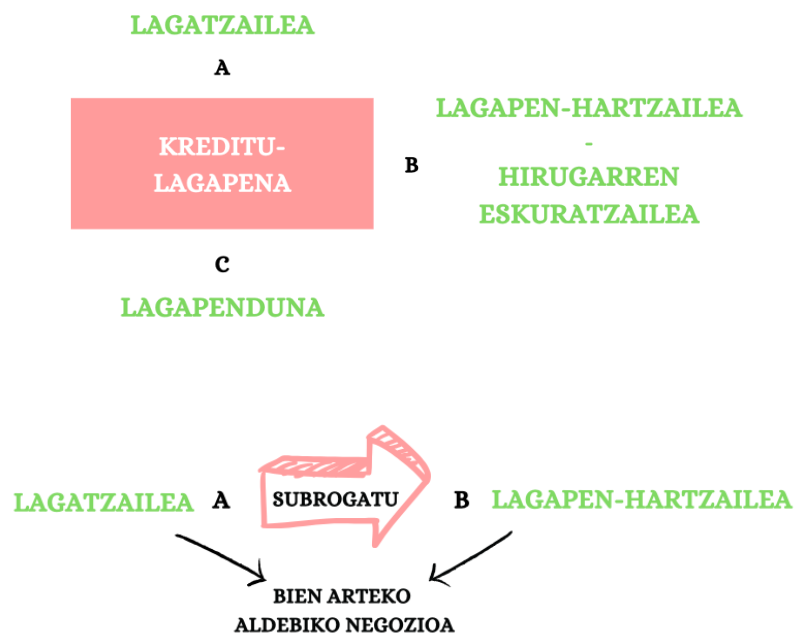 LAGATZAILEA
A
KREDITU-
LAGAPENA
B
LAGAPEN-HARTZAILEA
-
HIRUGARREN
ESKURATZAILEA
C
LAGAPENDUNA
LAGATZAILEA A SUBROGATU B LAGAPEN-HARTZAILEA
BIEN ARTEKO
ALDEBIKO NEGOZIOA